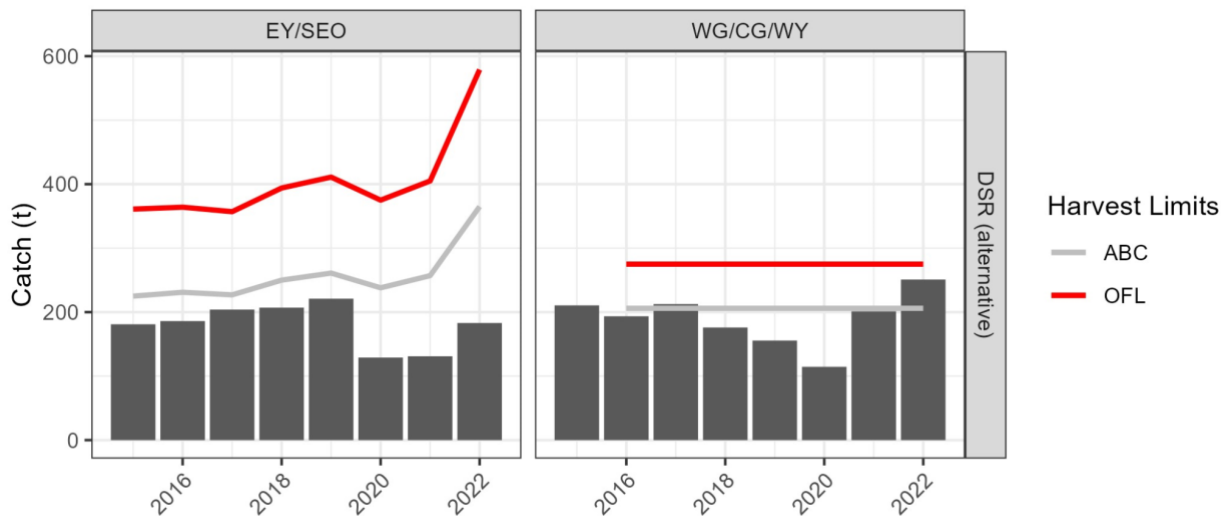 EY/SEO
WG/CG/WY
600
400
200
0
Catch (t)
2016
2018
2020
2022
2016
2018
2020
2022
DSR (alternative)
Harvest Limits
ABC
OFL